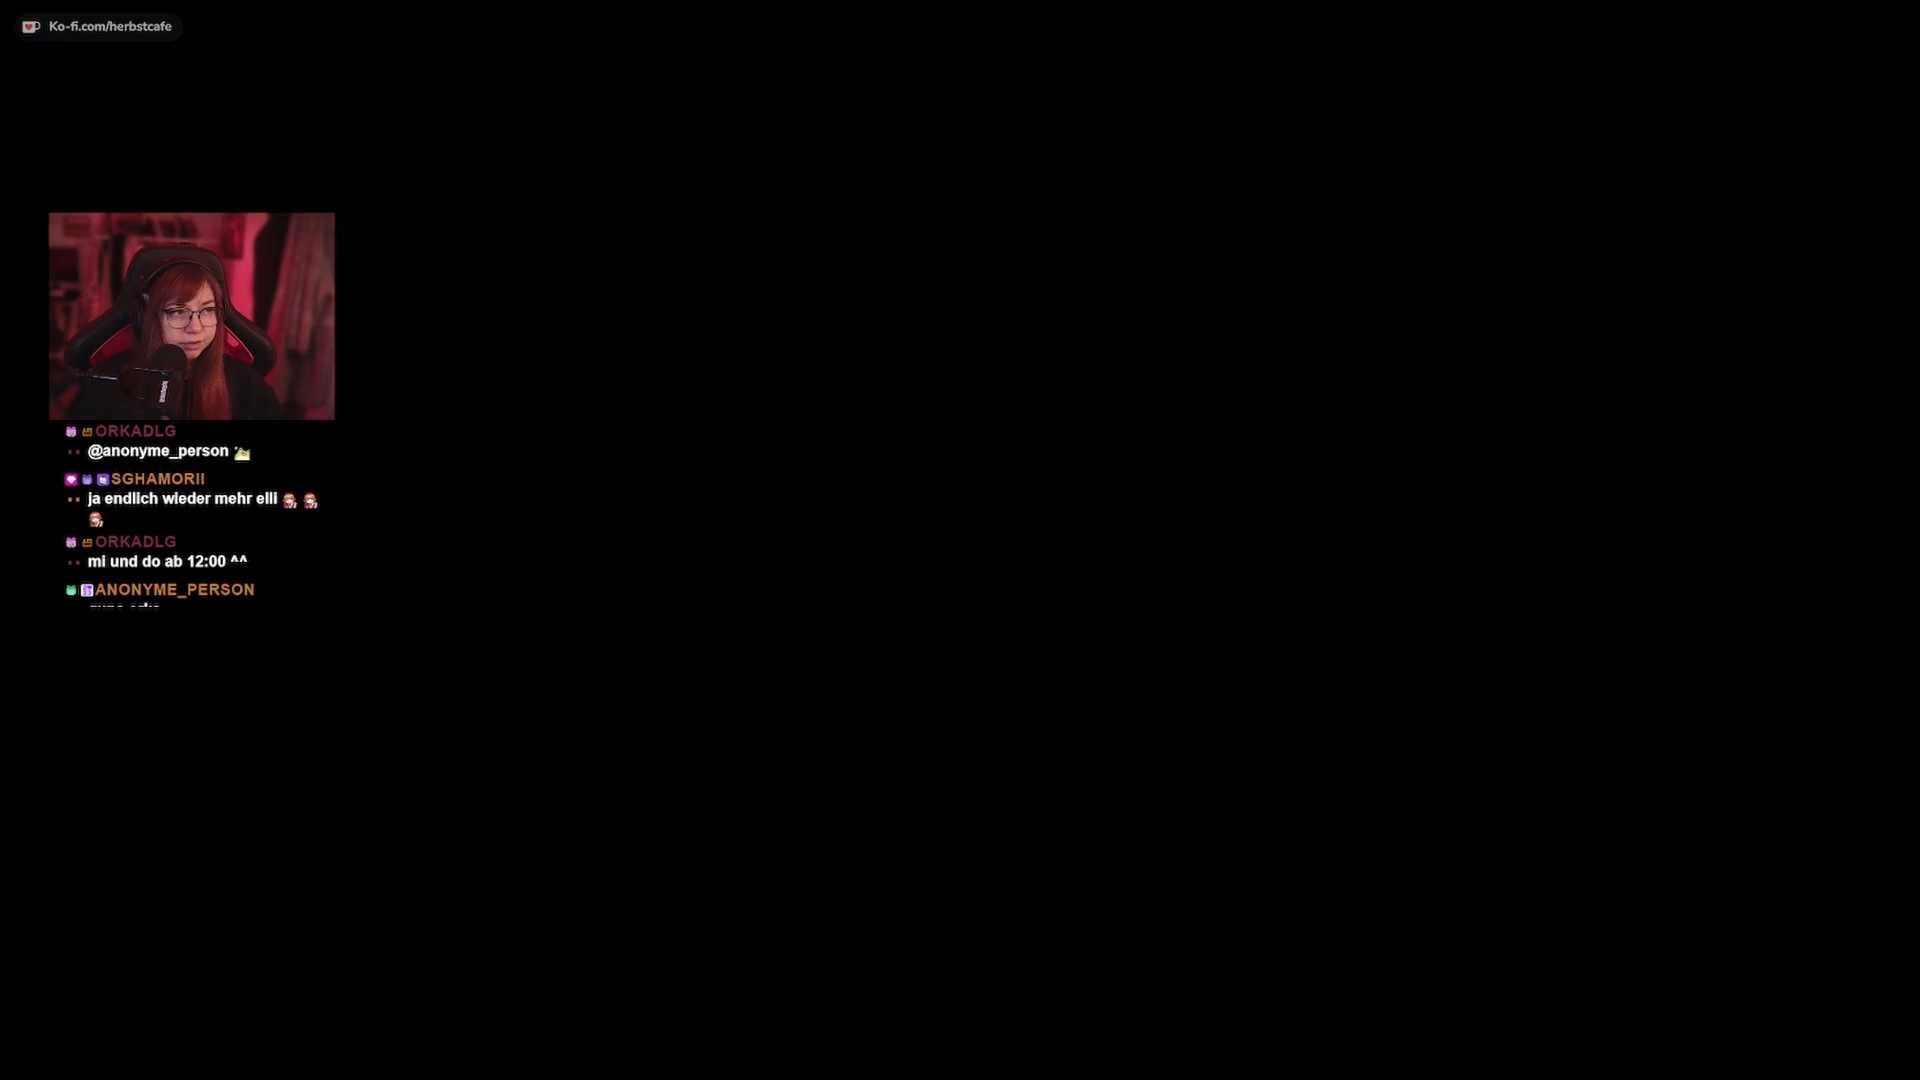 Ko-fi.com/herbstcafe
ORKADLG
@anonyme_person
SGHAMORII
ja endlich wieder mehr elli
ORKADLG
mi und do ab 12:00 ^^
ANONYME_PERSON